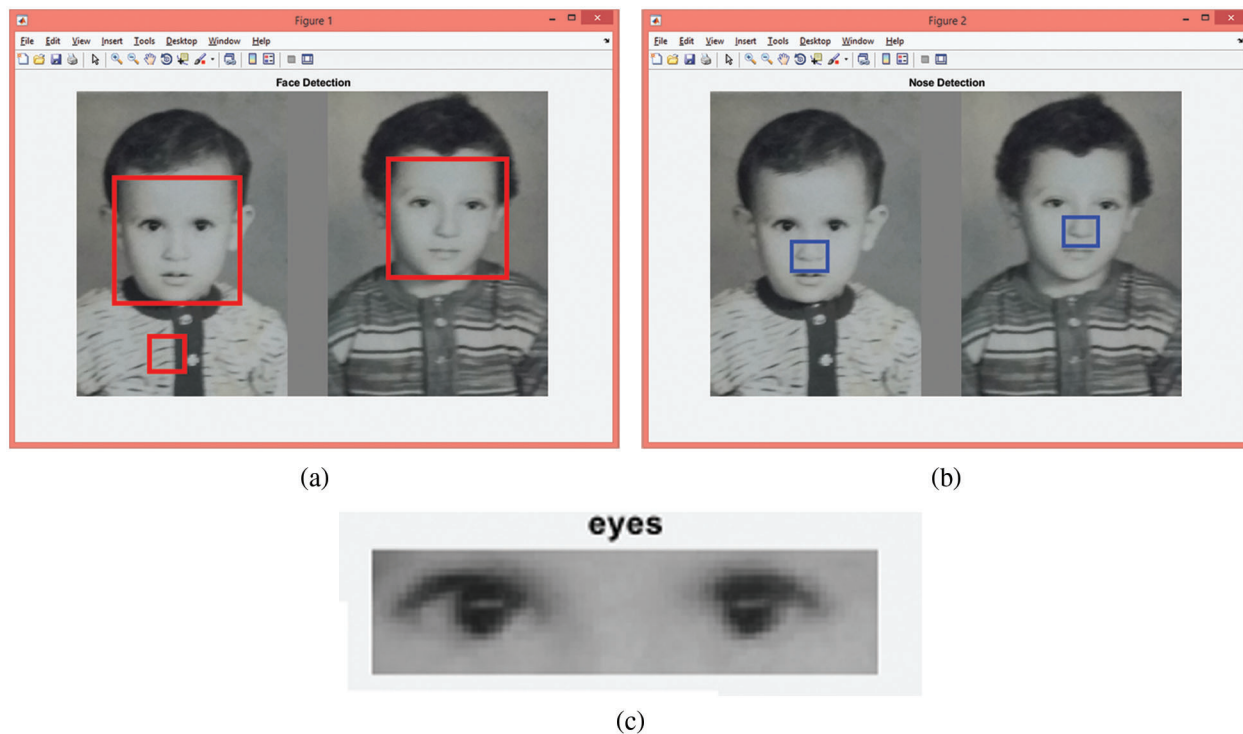 Figure 1
File Edit View Insert Tools Desktop Window Help
Face Detection
(a)
Figure 2
File Edit View Insert Tools Desktop Window Help
Nose Detection
(b)
eyes
(c)